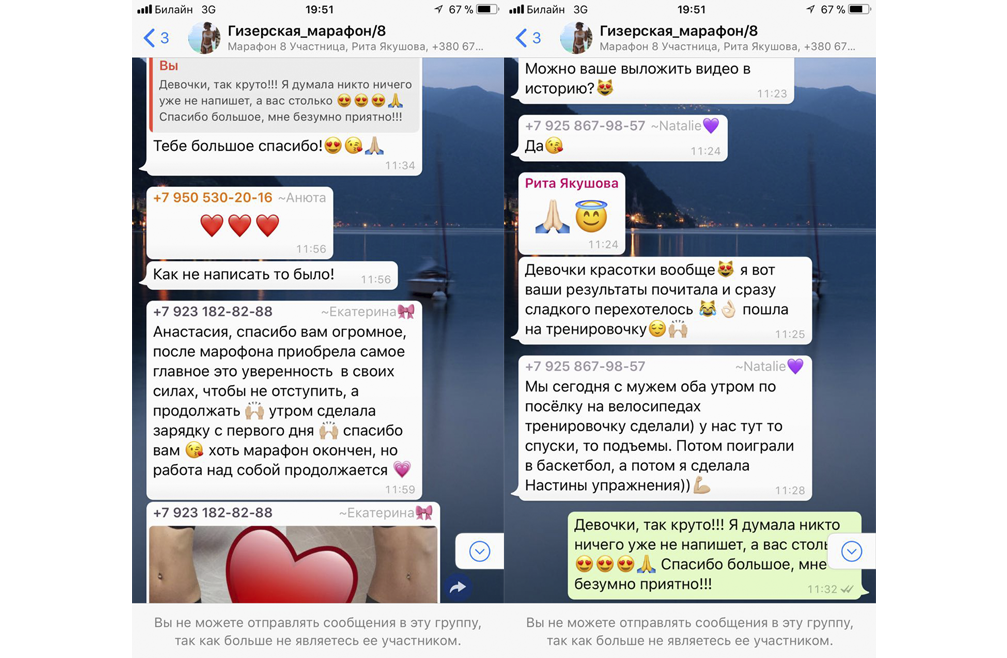 Билайн 3G 19:51 67 %
3 Гизерская_марафон/8
Марафон 8 Участница, Рита Якушова, +380 67...
Вы
Девочки, так круто!!! Я думала никто ничего
уже не напишет, а вас столько 😍😍😍🙏
Спасибо большое, мне безумно приятно!!!
Тебе большое спасибо!😍😘🙏🏻
11:34
+7 950 530-20-16 ~Анюта
❤️❤️❤️
11:56
Как не написать то было! 11:56
+7 923 182-82-88 ~Екатерина🎀
Анастасия, спасибо вам огромное,
после марофона приобрела самое
главное это уверенность в своих
силах, чтобы не отступить, а
продолжать 🙌🏼 утром сделала
зарядку с первого дня 🙌🏼 спасибо
вам 😘 хоть марафон окончен, но
работа над собой продолжается 💗
11:59
+7 923 182-82-88 ~Екатерина🎀
Вы не можете отправлять сообщения в эту группу,
так как больше не являетесь ее участником.
Билайн 3G 19:51 67 %
3 Гизерская_марафон/8
Марафон 8 Участница, Рита Якушова, +380 67...
Можно ваше выложить видео в
историю?😻
11:23
+7 925 867-98-57 ~Natalie💜
Да😘
11:24
Рита Якушова
🙏🏻😇
11:24
Девочки красотки вообще😻 я вот
ваши результаты почитала и сразу
сладкого перехотелось 😹👌🏻 пошла
на тренировочку😌🙌🏼
11:25
+7 925 867-98-57 ~Natalie💜
Мы сегодня с мужем оба утром по
посёлку на велосипедах
тренировочку сделали) у нас тут то
спуски, то подъемы. Потом поиграли
в баскетбол, а потом я сделала
Настины упражнения))💪🏼
11:28
Девочки, так круто!!! Я думала никто
ничего уже не напишет, а вас
😍😍😍🙏 Спасибо большое, мне
безумно приятно!!!
11:32
Вы не можете отправлять сообщения в эту группу,
так как больше не являетесь ее участником.